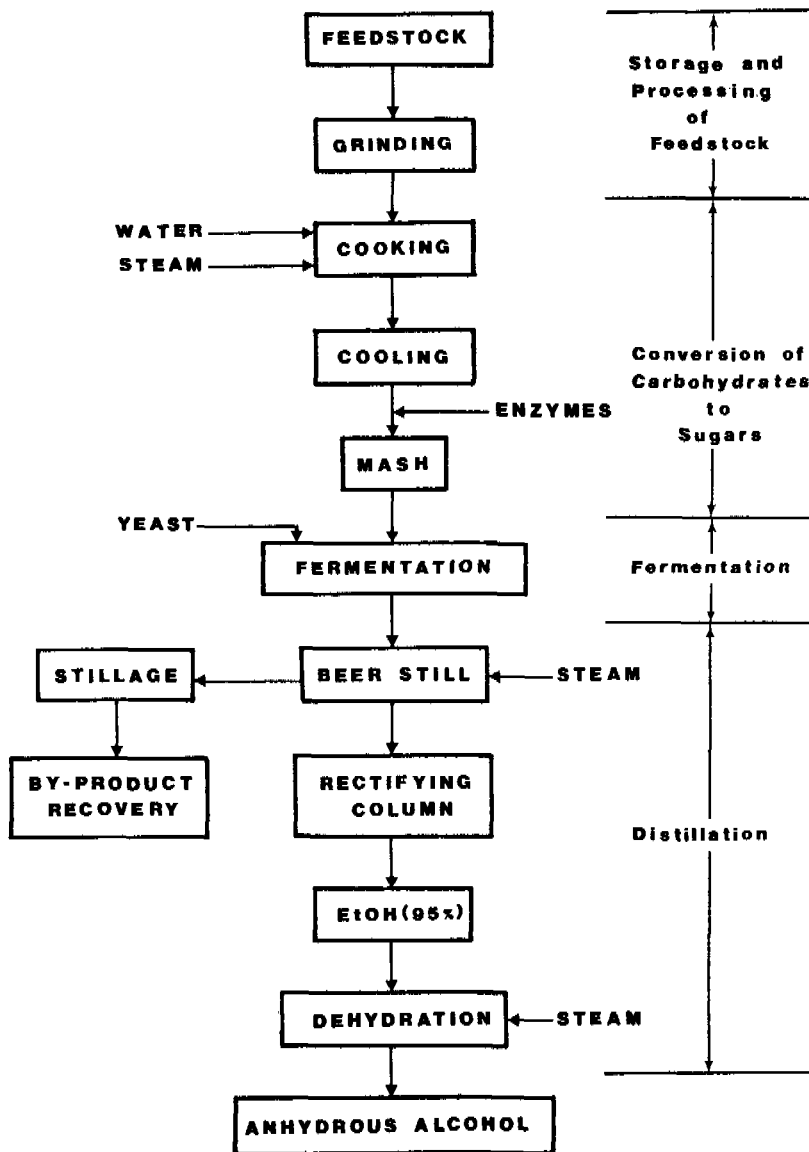 FEEDSTOCK
Storage and
Processing
of
Feedstock
GRINDING
WATER
STEAM
COOKING
COOLING
Conversion of
Carbohydrates
to
Sugars
ENZYMES
MASH
YEAST
FERMENTATION
Fermentation
STILLAGE
BEER STILL
STEAM
BY-PRODUCT
RECOVERY
RECTIFYING
COLUMN
Distillation
EtOH(95%)
DEHYDRATION
STEAM
ANHYDROUS ALCOHOL